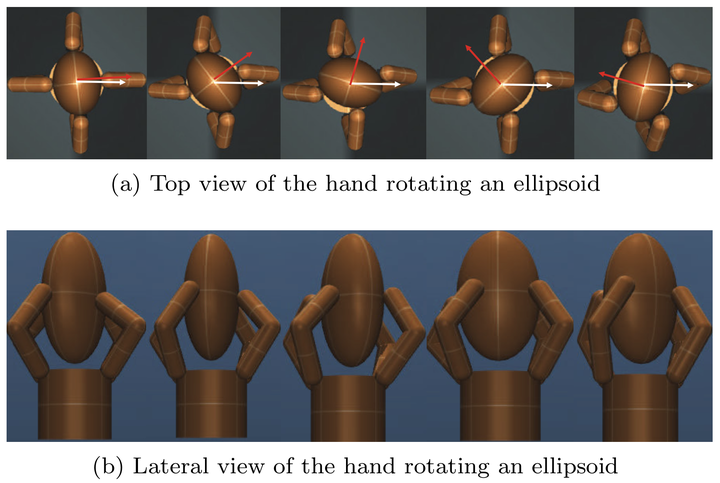 (a) Top view of the hand rotating an ellipsoid
(b) Lateral view of the hand rotating an ellipsoid